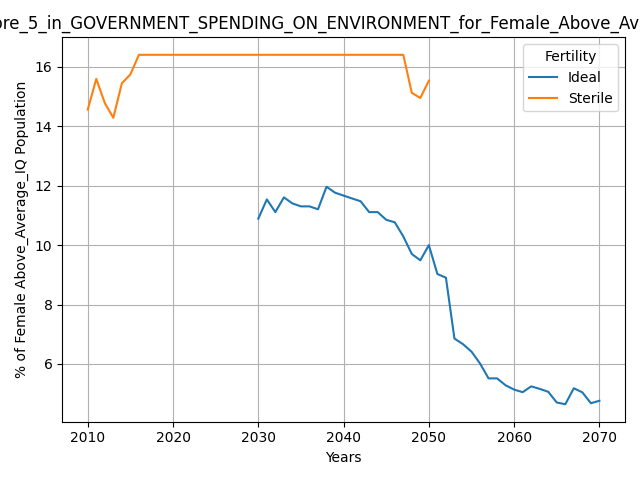 ore_5_in_GOVERNMENT_SPENDING_ON_ENVIRONMENT_for_Female_Above_Av
Fertility
Ideal
Sterile
% of Female Above_Average_IQ Population
16
14
12
10
8
6
2010 2020 2030 2040 2050 2060 2070
Years